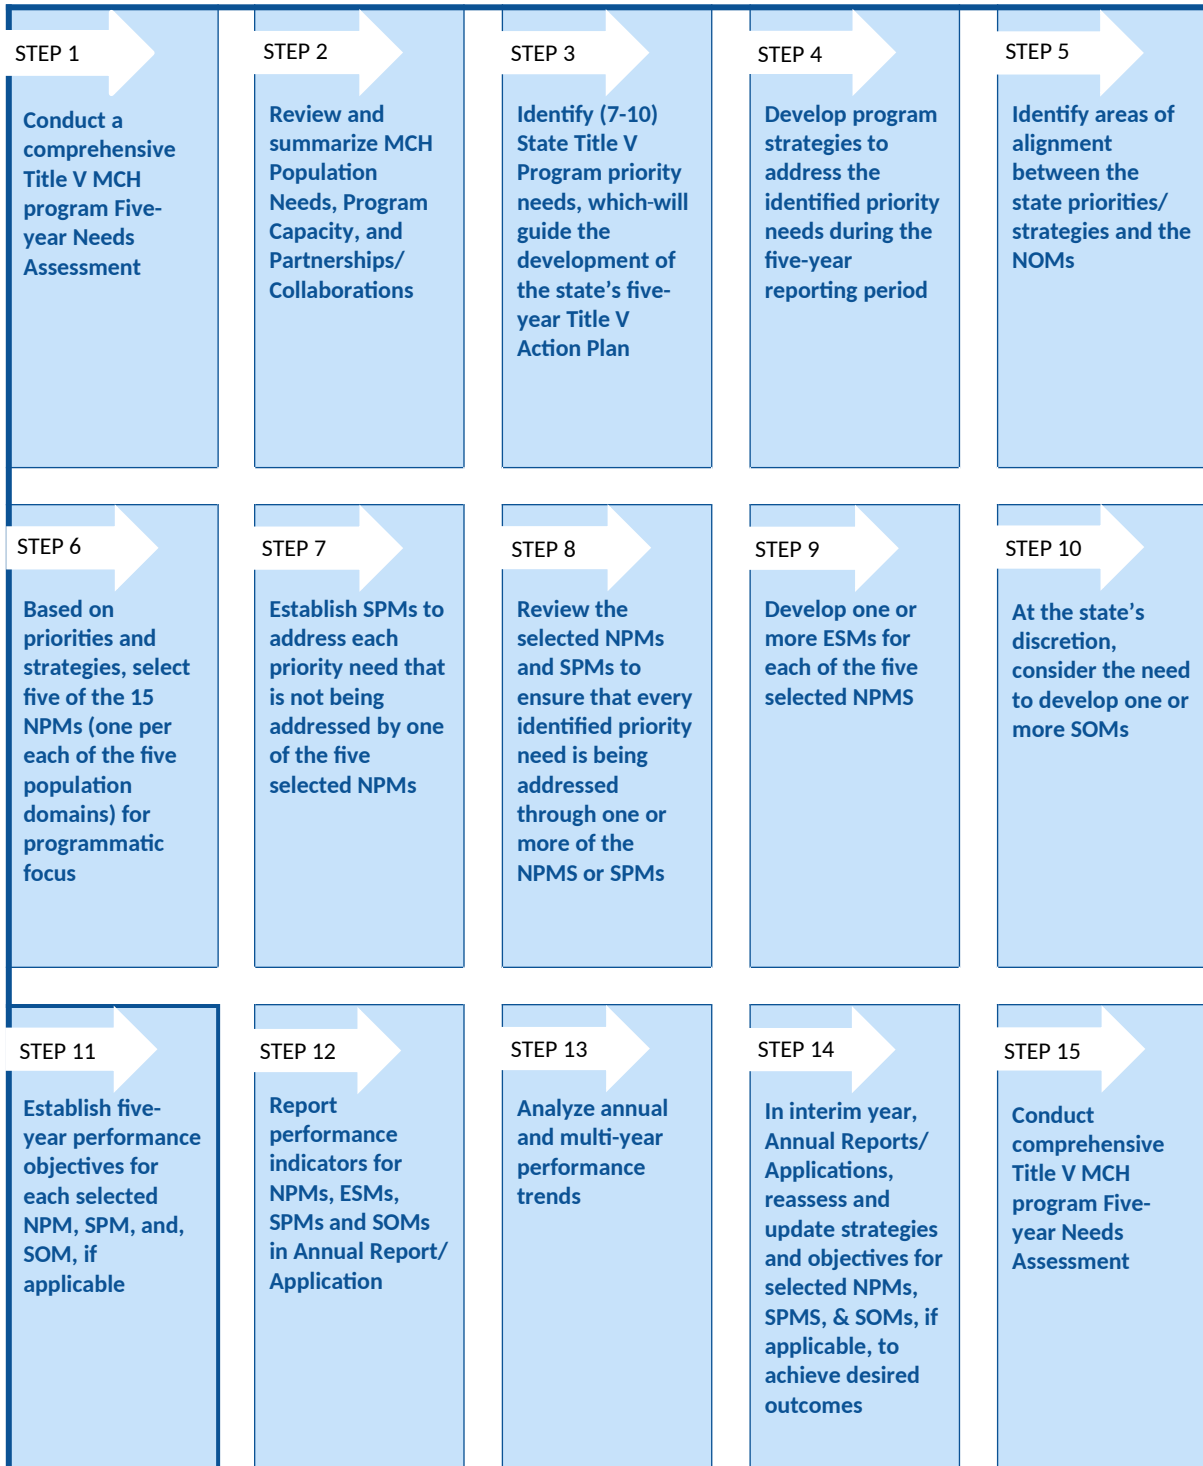 STEP 1
Conduct a
comprehensive
Title V MCH
program Five-
year Needs
Assessment
STEP 2
Review and
summarize MCH
Population
Needs, Program
Capacity, and
Partnerships/
Collaborations
STEP 3
Identify (7-10)
State Title V
Program priority
needs, which-will
guide the
development of
the state’s five-
year Title V
Action Plan
STEP 4
Develop program
strategies to
address the
identified priority
needs during the
five-year
reporting period
STEP 5
Identify areas of
alignment
between the
state priorities/
strategies and the
NOMs
STEP 6
Based on
priorities and
strategies, select
five of the 15
NPMs (one per
each of the five
population
domains) for
programmatic
focus
STEP 7
Establish SPMs to
address each
priority need that
is not being
addressed by one
of the five
selected NPMs
STEP 8
Review the
selected NPMs
and SPMs to
ensure that every
identified priority
need is being
addressed
through one or
more of the
NPMS or SPMs
STEP 9
Develop one or
more ESMs for
each of the five
selected NPMS
STEP 10
At the state’s
discretion,
consider the need
to develop one or
more SOMs
STEP 11
Establish five-
year performance
objectives for
each selected
NPM, SPM, and,
SOM, if
applicable
STEP 12
Report
performance
indicators for
NPMs, ESMs,
SPMs and SOMs
in Annual Report/
Application
STEP 13
Analyze annual
and multi-year
performance
trends
STEP 14
In interim year,
Annual Reports/
Applications,
reassess and
update strategies
and objectives for
selected NPMs,
SPMS, & SOMs, if
applicable, to
achieve desired
outcomes
STEP 15
Conduct
comprehensive
Title V MCH
program Five-
year Needs
Assessment